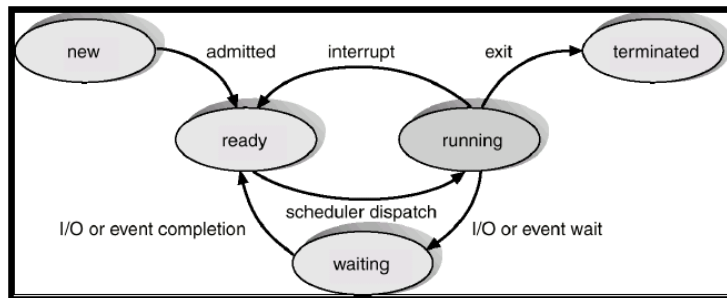 new
admitted
interrupt
exit
terminated
ready
running
scheduler dispatch
I/O or event completion
I/O or event wait
waiting